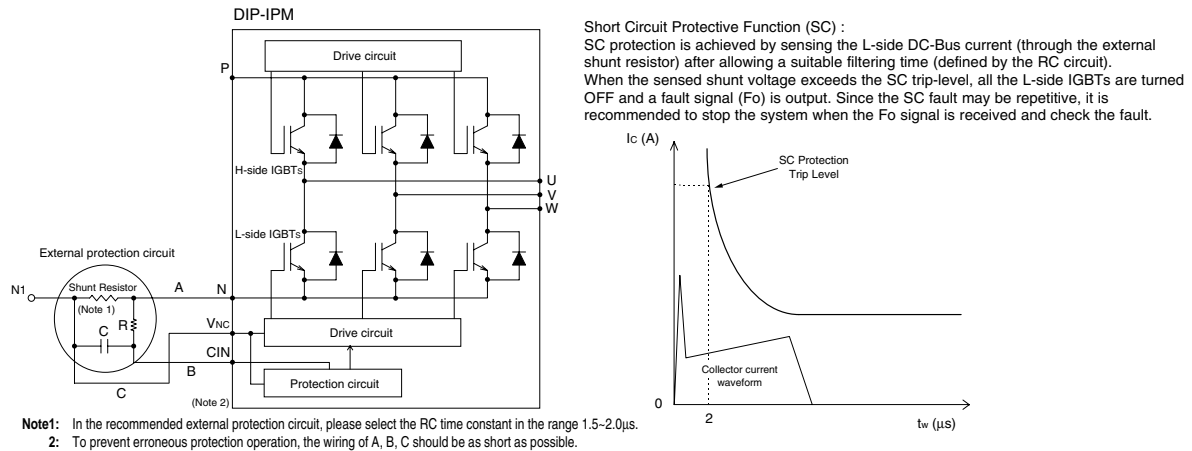 DIP-IPM
Drive circuit
P
H-side IGBTs
U
V
W
L-side IGBTs
External protection circuit
Shunt Resistor
A
N
N1
(Note 1)
VNC
R
C
Drive circuit
CIN
B
C
Protection circuit
(Note 2)
Short Circuit Protective Function (SC) :
SC protection is achieved by sensing the L-side DC-Bus current (through the external
shunt resistor) after allowing a suitable filtering time (defined by the RC circuit).
When the sensed shunt voltage exceeds the SC trip-level, all the L-side IGBTs are turned
OFF and a fault signal (Fo) is output. Since the SC fault may be repetitive, it is
recommended to stop the system when the Fo signal is received and check the fault.
IC (A)
SC Protection
Trip Level
Collector current
waveform
0
2
tw (μs)
Note1: In the recommended external protection circuit, please select the RC time constant in the range 1.5~2.0μs.
2: To prevent erroneous protection operation, the wiring of A, B, C should be as short as possible.